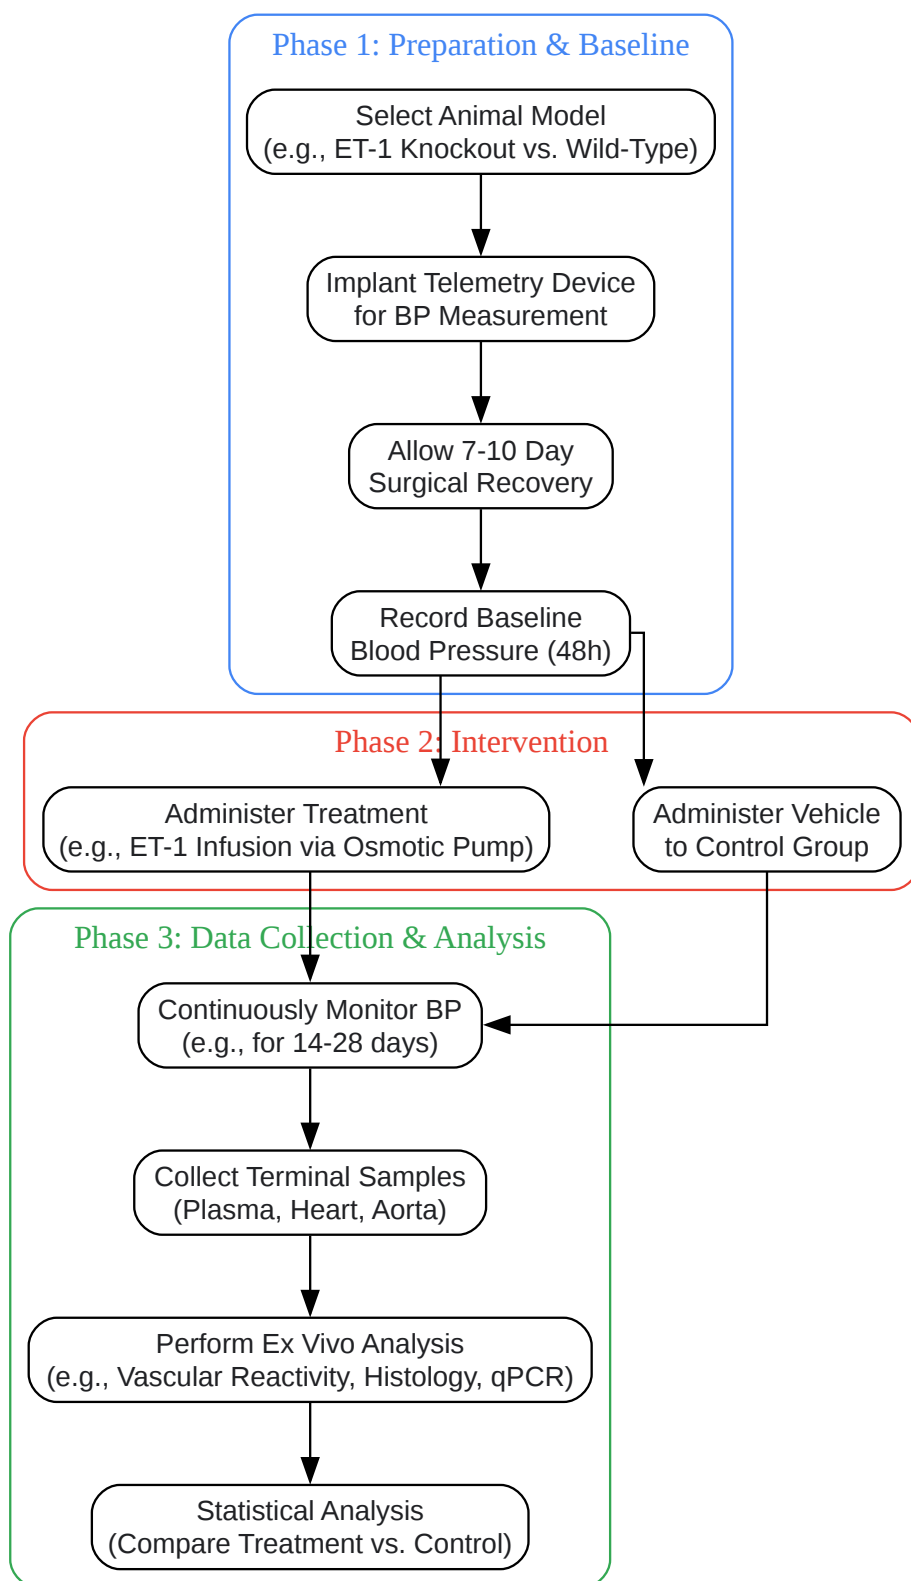 Phase 1: Preparation & Baseline
Select Animal Model
(e.g., ET-1 Knockout vs. Wild-Type)
Implant Telemetry Device
for BP Measurement
Allow 7-10 Day
Surgical Recovery
Record Baseline
Blood Pressure (48h)
Phase 2: Intervention
Administer Treatment
(e.g., ET-1 Infusion via Osmotic Pump)
Administer Vehicle
to Control Group
Phase 3: Data Collection & Analysis
Continuously Monitor BP
(e.g., for 14-28 days)
Collect Terminal Samples
(Plasma, Heart, Aorta)
Perform Ex Vivo Analysis
(e.g., Vascular Reactivity, Histology, qPCR)
Statistical Analysis
(Compare Treatment vs. Control)